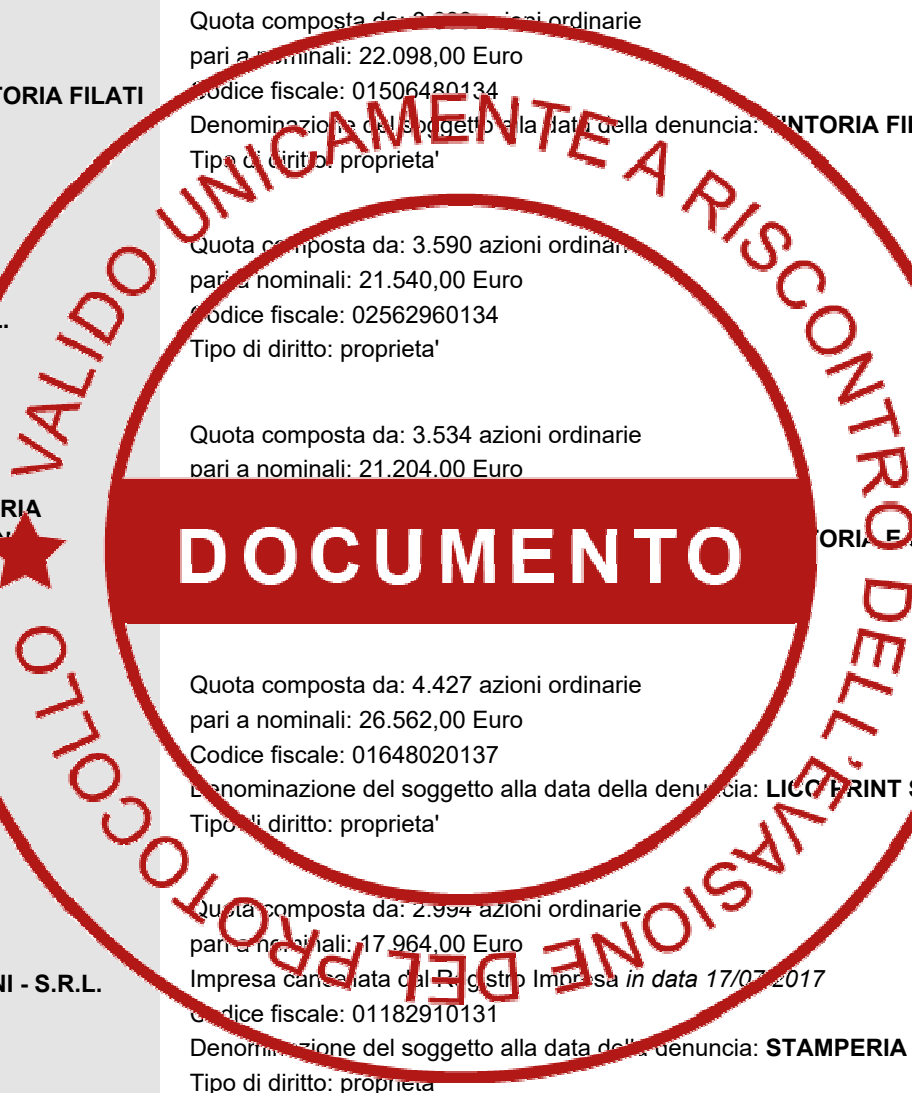 Quota composta da: azioni ordinarie
pari a nominali: 22.098,00 Euro
TORIA FILATI
Codice fiscale: 01506480134
Denominazione del soggetto alla data della denuncia: TINTORIA
Tipo di diritto: proprieta'
Quota composta da: 3.590 azioni ordinarie
pari a nominali: 21.540,00 Euro
Codice fiscale: 02562960134
Tipo di diritto: proprieta'
Quota composta da: 3.534 azioni ordinarie
pari a nominali: 21.204,00 Euro
RIA
TORIA E
Quota composta da: 4.427 azioni ordinarie
pari a nominali: 26.562,00 Euro
Codice fiscale: 01648020137
Denominazione del soggetto alla data della denuncia: LICO PRINT
Tipo di diritto: proprieta'
Quota composta da: 2.994 azioni ordinarie
pari a nominali: 17.964,00 Euro
NI - S.R.L.
Impresa cancellata dal Registro Impresa in data 17/07/2017
Codice fiscale: 01182910131
Denominazione del soggetto alla data della denuncia: STAMPERIA
Tipo di diritto: proprieta'
DOCUMENTO
VALIDO UNICAMENTE A RISCONTRO DELL'EVASIONE DEL PROTOCOLLO